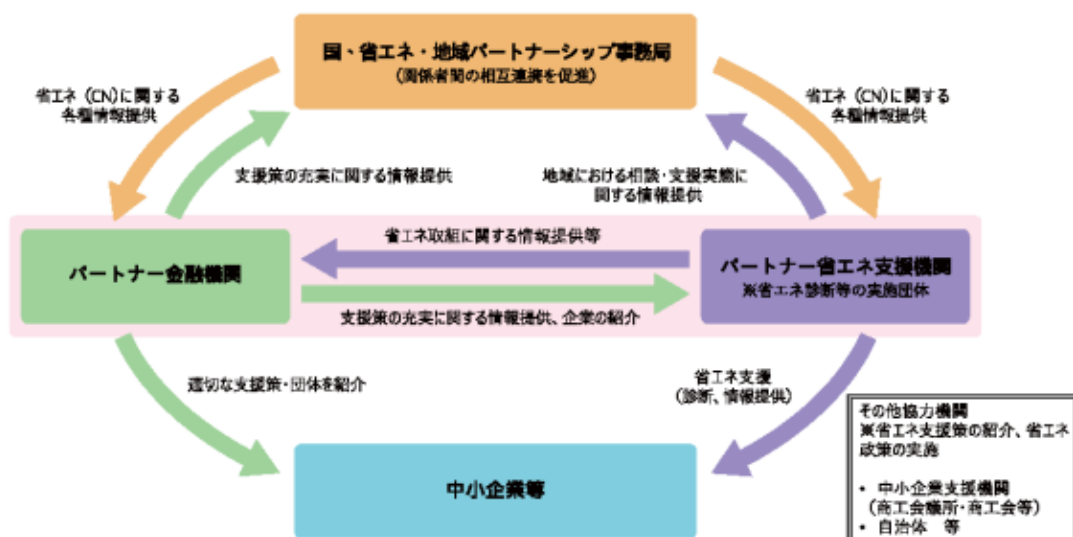 国、省エネ・地域パートナーシップ事務局
(関係者間の相互連携を促進)
省エネ (CN)に関する
各種情報提供
省エネ (CN)に関する
各種情報提供
支援策の充実に関する情報提供
地域における相談・支援実態に
関する情報提供
省エネ取組に関する情報提供等
パートナー金融機関
パートナー省エネ支援機関
※省エネ診断等の実施団体
支援策の充実に関する情報提供、企業の紹介
適切な支援策・団体を紹介
省エネ支援
(診断、情報提供)
中小企業等
その他協力機関
※省エネ支援策の紹介、省エネ
政策の実施
• 中小企業支援機関
(商工会議所・商工会等)
• 自治体 等